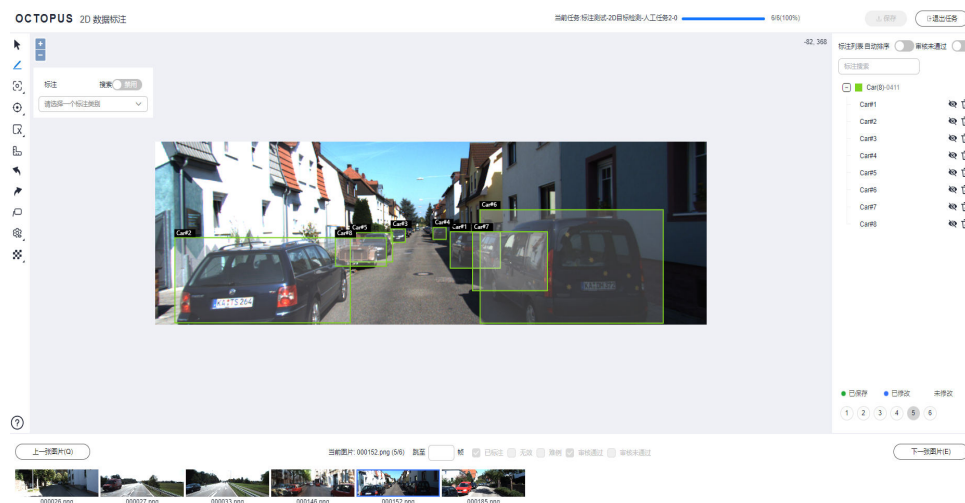 OCTOPUS 2D 数据标注
当前任务:标注测试-2D目标检测-人工任务2-0 6/6(100%)
保存 退出任务
-82, 368
标注 搜索 禁用
请选择一个标注类别
标注列表 自动排序 审核未通过
标注搜索
Car(8)-0411
Car#1
Car#2
Car#3
Car#4
Car#5
Car#6
Car#7
Car#8
Car#2
Car#8
Car#5
Car#3
Car#4
Car#1
Car#7
Car#6
KA TS 264
已保存 已修改 未修改
1 2 3 4 5 6
上一张图片(Q)
当前图片: 000152.png (5/6) 跳至 帧 已标注 无效 审核通过 审核未通过
下一张图片(E)
000026.png 000027.png 000033.png 000146.png 000152.png 000185.png